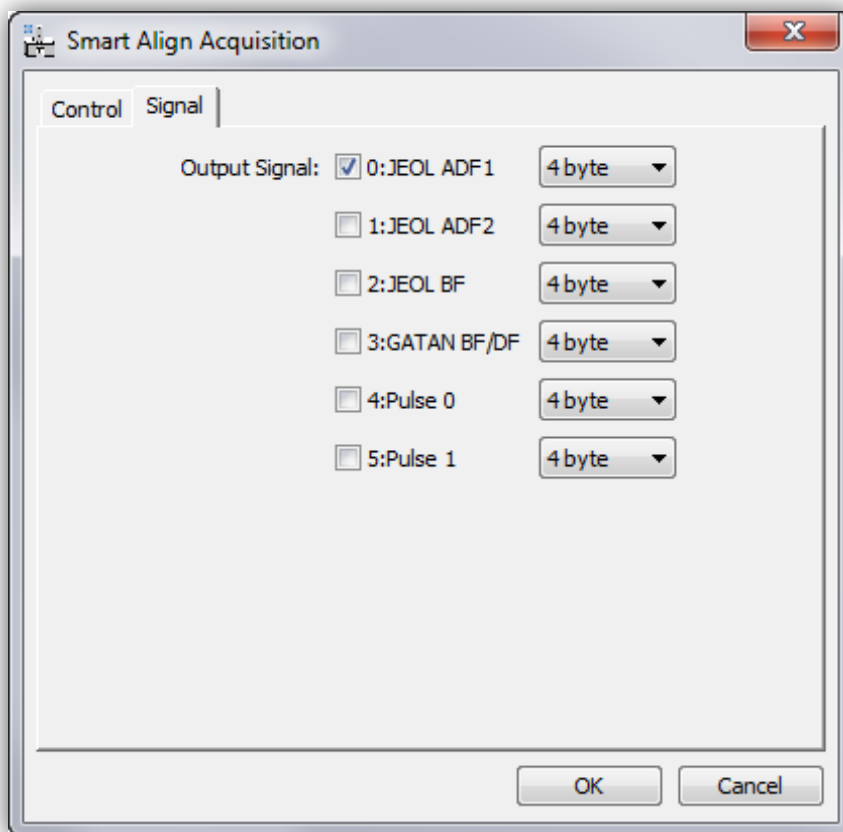 Smart Align Acquisition
Control Signal
Output Signal: 0:JEOL ADF1 4 byte
1:JEOL ADF2 4 byte
2:JEOL BF 4 byte
3:GATAN BF/DF 4 byte
4:Pulse 0 4 byte
5:Pulse 1 4 byte
OK Cancel